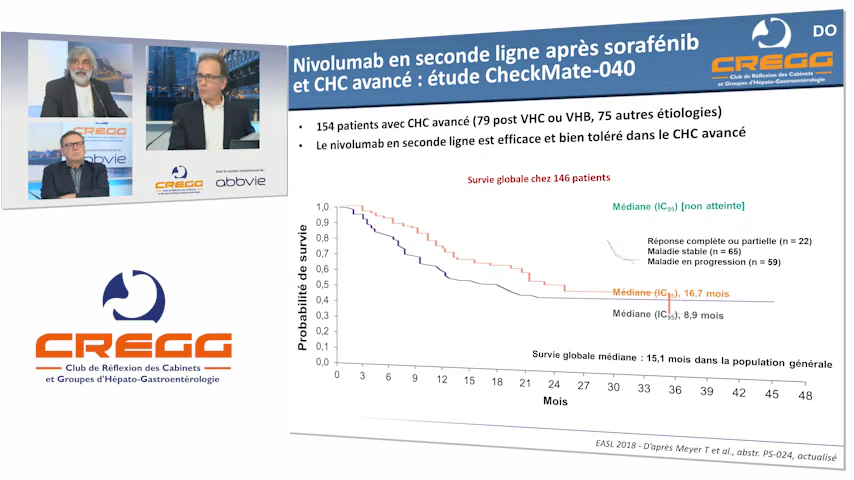 Nivolumab en seconde ligne après sorafénib
et CHC avancé : étude CheckMate-040
DO
CREGG
Club de Réflexion des Cabinets
et Groupes d'Hépato-Gastroentérologie
• 154 patients avec CHC avancé (79 post VHC ou VHB, 75 autres étiologies)
• Le nivolumab en seconde ligne est efficace et bien toléré dans le CHC avancé
Survie globale chez 146 patients
Médiane (IC95) [non atteinte]
Réponse complète ou partielle (n = 22)
Maladie stable (n = 65)
Maladie en progression (n = 59)
Médiane (IC95), 16,7 mois
Médiane (IC95), 8,9 mois
Survie globale médiane : 15,1 mois dans la population générale
Probabilité de survie
1,0
0,9
0,8
0,7
0,6
0,5
0,4
0,3
0,2
0,1
0,0
0 3 6 9 12 15 18 21 24 27 30 33 36 39 42 45 48
Mois
EASL 2018 - D'après Meyer T et al., abstr. PS-024, actualisé
CREGG
abbvie
CREGG
abbvie
CREGG
Club de Réflexion des Cabinets
et Groupes d'Hépato-Gastroentérologie